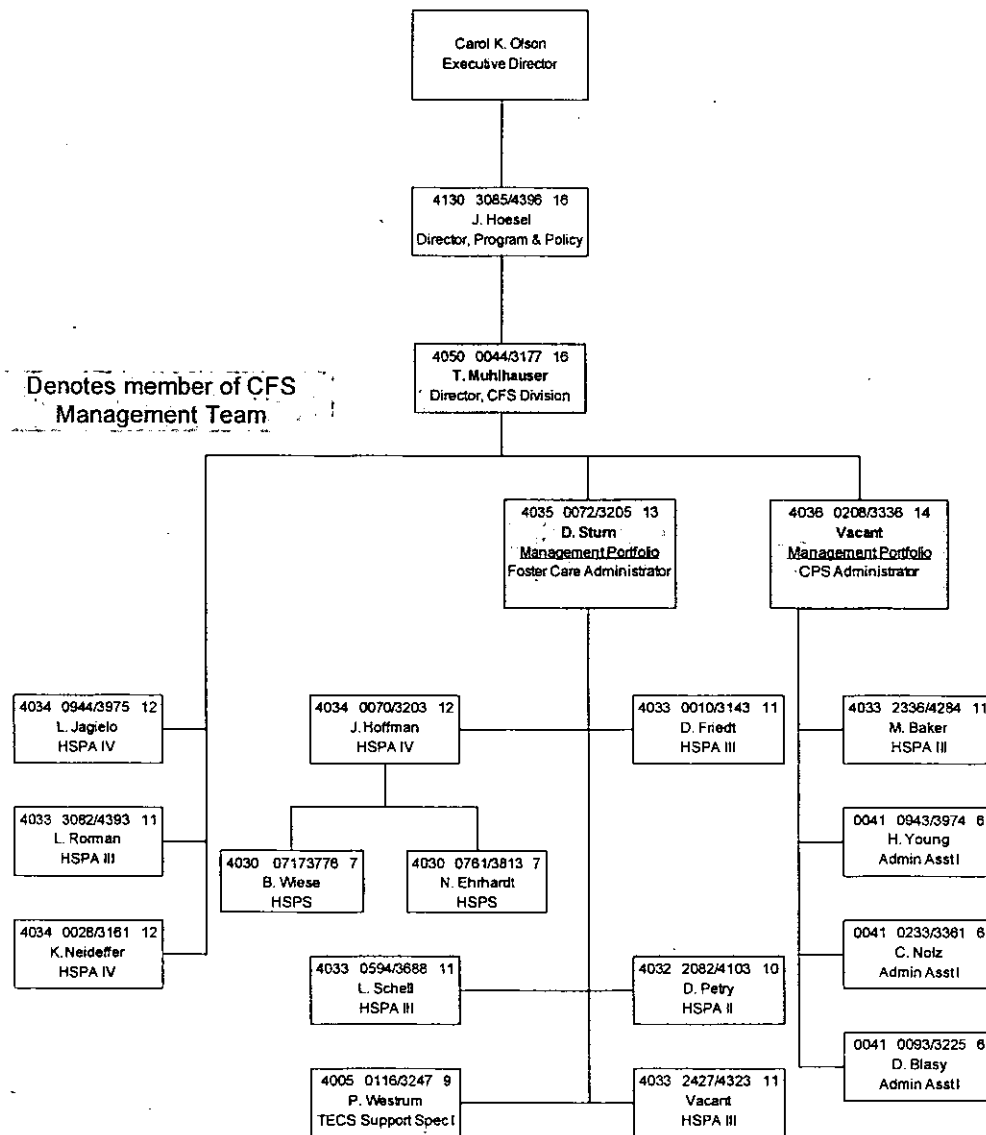 Carol K. Olson
Executive Director
4130 3085/4396 16
J. Hoesel
Director, Program & Policy
4050 0044/3177 16
T. Muhlhauser
Director, CFS Division
Denotes member of CFS
Management Team
4035 0072/3205 13
D. Sturn
Management Portfolio
Foster Care Administrator
4036 0208/3336 14
Vacant
Management Portfolio
CPS Administrator
4034 0944/3975 12
L. Jagielo
HSPA IV
4034 0070/3203 12
J. Hoffman
HSPA IV
4033 0010/3143 11
D. Friedt
HSPA III
4033 2336/4284 11
M. Baker
HSPA III
4033 3082/4393 11
L. Rorman
HSPA III
4030 07173776 7
B. Wiese
HSPS
4030 0761/3813 7
N. Ehrhardt
HSPS
0041 0943/3974 6
H. Young
Admin Asst I
4034 0028/3161 12
K. Neideffer
HSPA IV
4033 0594/3688 11
L. Schell
HSPA III
4032 2082/4103 10
D. Petry
HSPA II
0041 0233/3361 6
C. Nolz
Admin Asst I
4005 0116/3247 9
P. Westrum
TECS Support Spec I
4033 2427/4323 11
Vacant
HSPA III
0041 0093/3225 6
D. Blasy
Admin Asst I